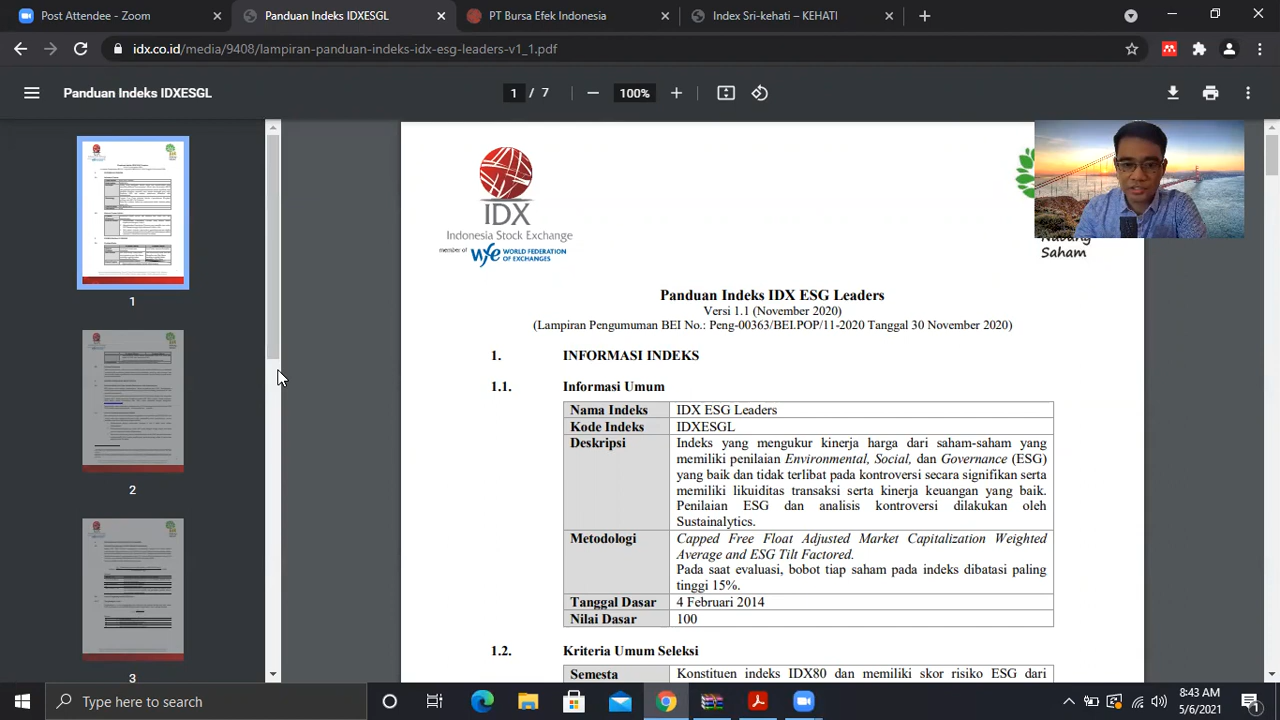 Post Attendee - Zoom
Panduan Indeks IDXESGL
PT Bursa Efek Indonesia
Index Sri-kehati – KEHATI
idx.co.id/media/9408/lampiran-panduan-indeks-idx-esg-leaders-v1_1.pdf
Panduan Indeks IDXESGL
1 / 7
100%
1
2
3
IDX
Indonesia Stock Exchange
member of
wfe WORLD FEDERATION
OF EXCHANGES
Nabung
Saham
Panduan Indeks IDX ESG Leaders
Versi 1.1 (November 2020)
(Lampiran Pengumuman BEI No.: Peng-00363/BEI.POP/11-2020 Tanggal 30 November 2020)
1. INFORMASI INDEKS
1.1. Informasi Umum
Nama Indeks IDX ESG Leaders
Kode Indeks IDXESGL
Deskripsi Indeks yang mengukur kinerja harga dari saham-saham yang
memiliki penilaian Environmental, Social, dan Governance (ESG)
yang baik dan tidak terlibat pada kontroversi secara signifikan serta
memiliki likuiditas transaksi serta kinerja keuangan yang baik.
Penilaian ESG dan analisis kontroversi dilakukan oleh
Sustainalytics.
Metodologi Capped Free Float Adjusted Market Capitalization Weighted
Average and ESG Tilt Factored.
Pada saat evaluasi, bobot tiap saham pada indeks dibatasi paling
tinggi 15%.
Tanggal Dasar 4 Februari 2014
Nilai Dasar 100
1.2. Kriteria Umum Seleksi
Semesta Konstituen indeks IDX80 dan memiliki skor risiko ESG dari
Type here to search
8:43 AM
5/6/2021
1